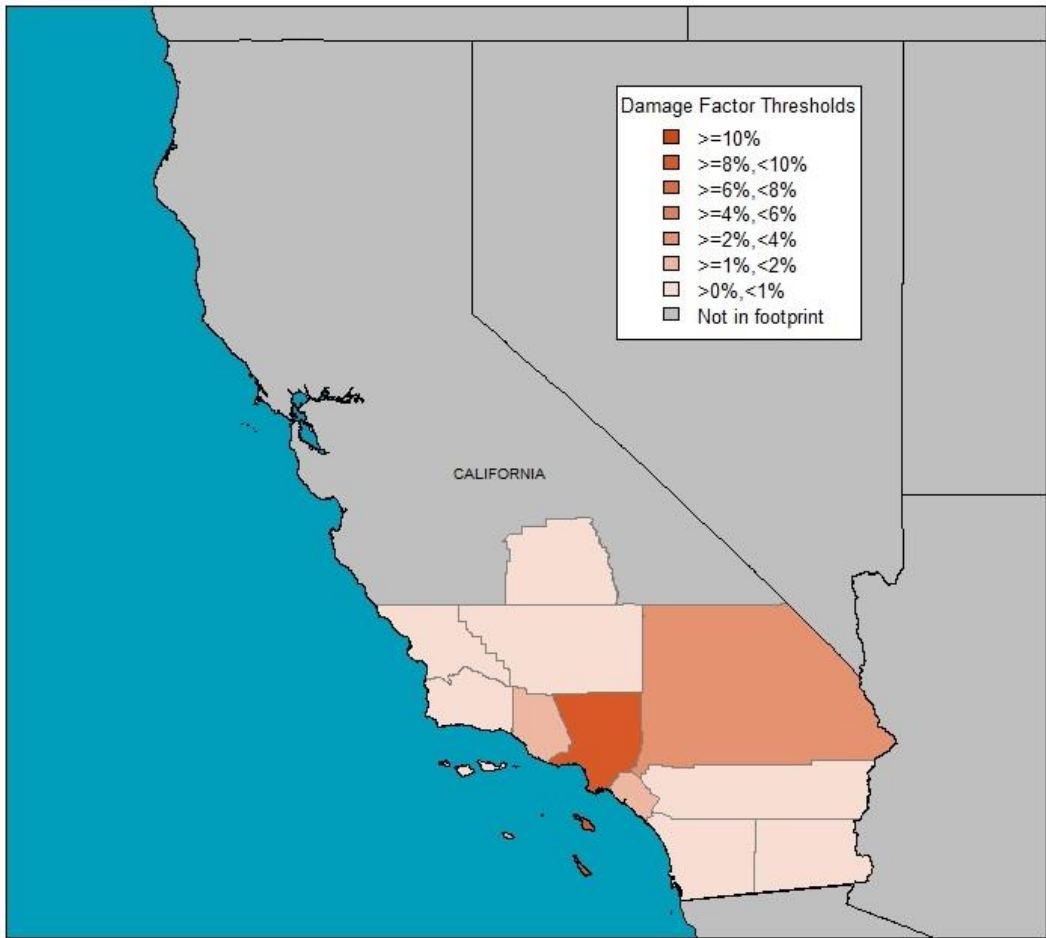 Damage Factor Thresholds
>=10%
>=8%,<10%
>=6%,<8%
>=4%,<6%
>=2%,<4%
>=1%,<2%
>0%,<1%
Not in footprint
CALIFORNIA